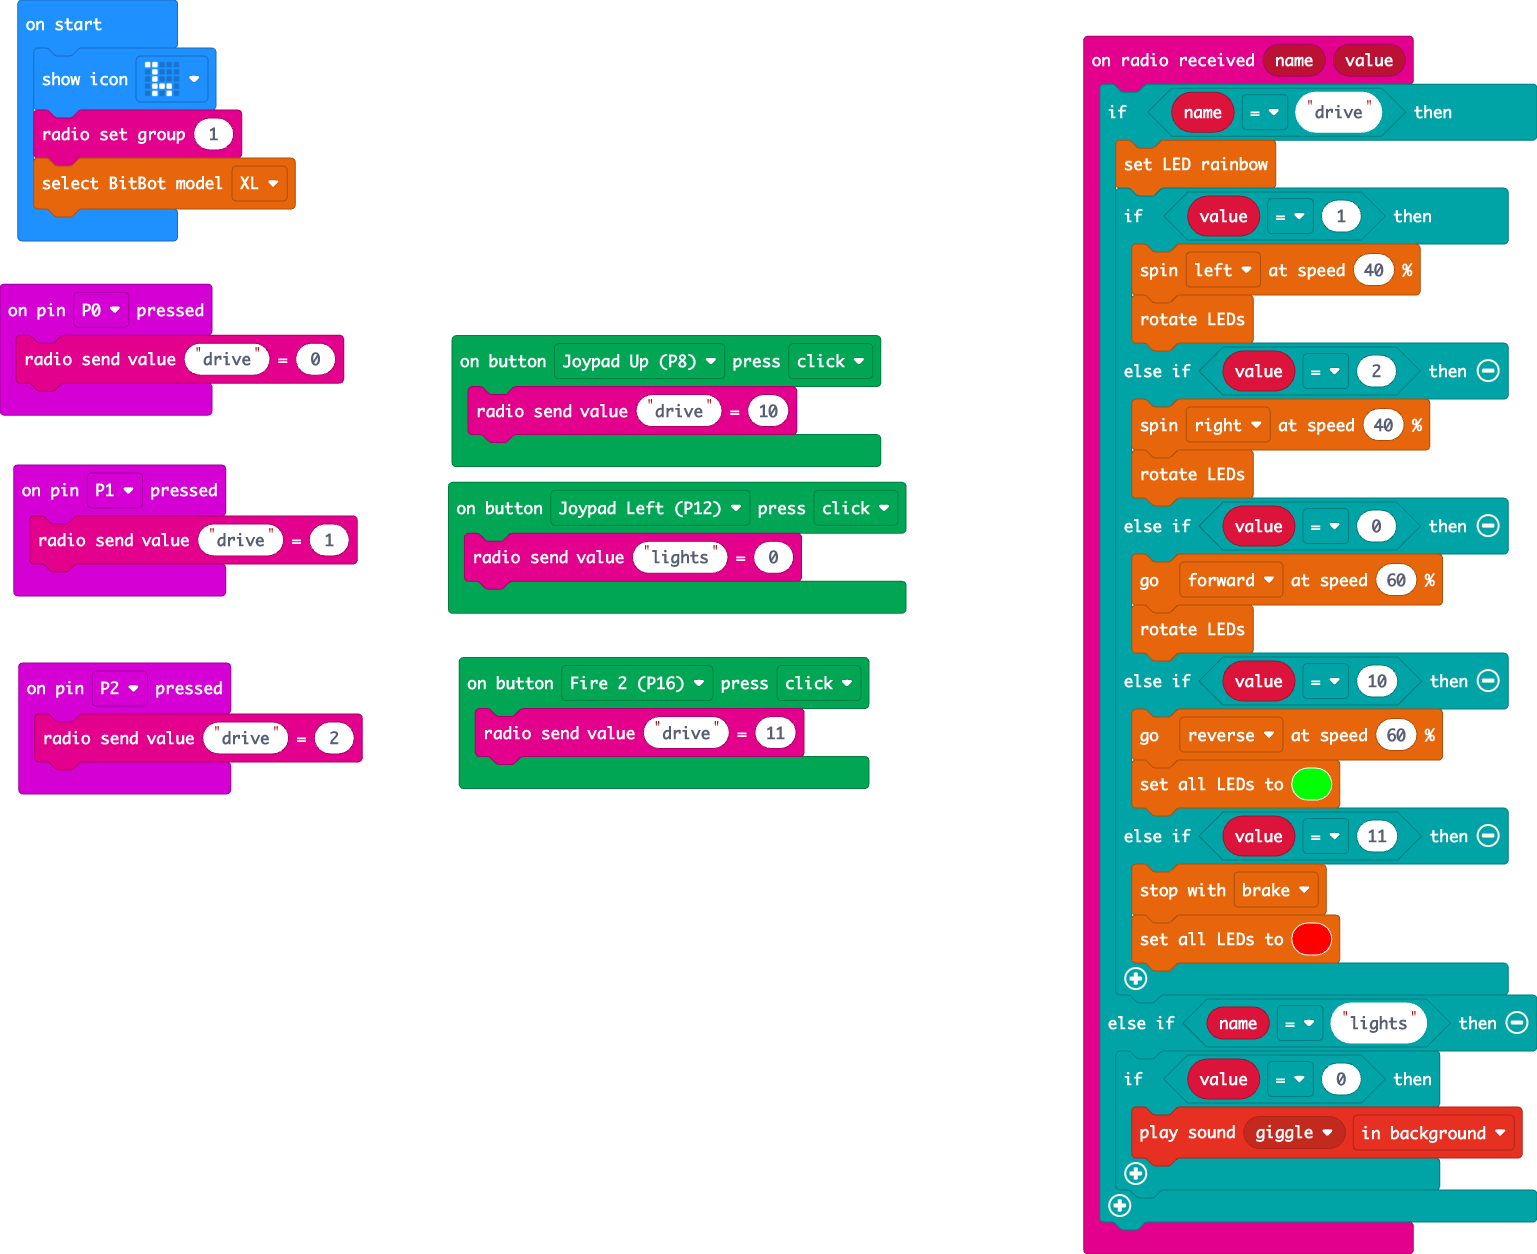 on start
show icon
radio set group 1
select BitBot model XL
on pin P0 pressed
radio send value "drive" = 0
on pin P1 pressed
radio send value "drive" = 1
on pin P2 pressed
radio send value "drive" = 2
on button Joypad Up (P8) press click
radio send value "drive" = 10
on button Joypad Left (P12) press click
radio send value "lights" = 0
on button Fire 2 (P16) press click
radio send value "drive" = 11
on radio received name value
if name = "drive" then
set LED rainbow
if value = 1 then
spin left at speed 40 %
rotate LEDs
else if value = 2 then
spin right at speed 40 %
rotate LEDs
else if value = 0 then
go forward at speed 60 %
rotate LEDs
else if value = 10 then
go reverse at speed 60 %
set all LEDs to
else if value = 11 then
stop with brake
set all LEDs to
else if name = "lights" then
if value = 0 then
play sound giggle in background